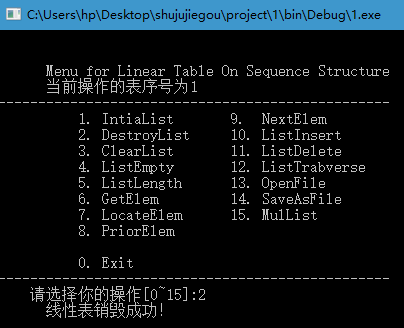 C:\Users\hp\Desktop\shujujiegou\project\1\bin\Debug\1.exe
Menu for Linear Table On Sequence Structure
当前操作的表序号为1
-------------------------------------------------
1. IntiaList 9. NextElem
2. DestroyList 10. ListInsert
3. ClearList 11. ListDelete
4. ListEmpty 12. ListTrabverse
5. ListLength 13. OpenFile
6. GetElem 14. SaveAsFile
7. LocateElem 15. MulList
8. PriorElem
0. Exit
-------------------------------------------------
请选择你的操作[0~15]:2
线性表销毁成功!